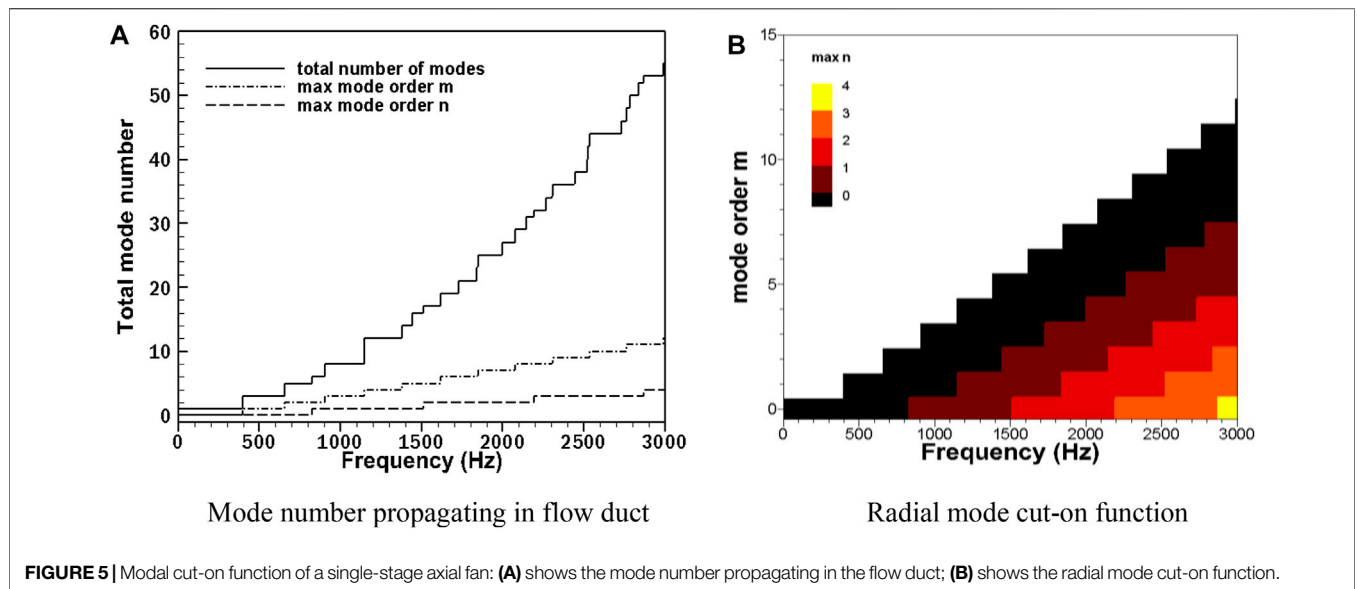 A
60
50
40
30
20
10
0
Total mode number
total number of modes
max mode order m
max mode order n
0 500 1000 1500 2000 2500 3000
Frequency (Hz)
Mode number propagating in flow duct
B
15
10
5
0
mode order m
max n
4
3
2
1
0
0 500 1000 1500 2000 2500 3000
Frequency (Hz)
Radial mode cut-on function
FIGURE 5 | Modal cut-on function of a single-stage axial fan: (A) shows the mode number propagating in the flow duct; (B) shows the radial mode cut-on function.